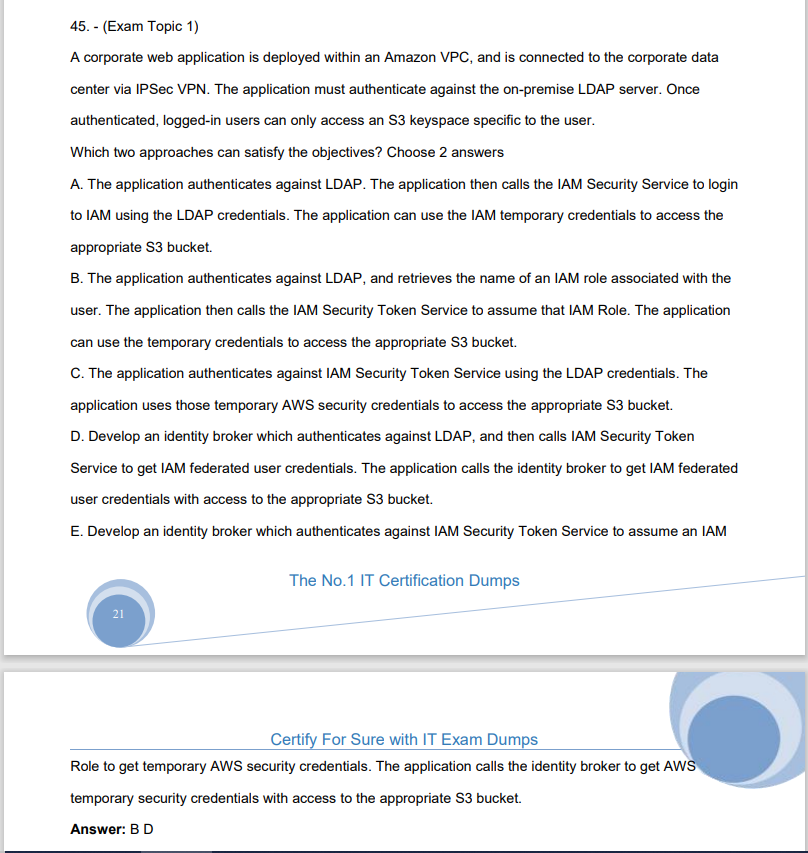 45. - (Exam Topic 1)
A corporate web application is deployed within an Amazon VPC, and is connected to the corporate data
center via IPSec VPN. The application must authenticate against the on-premise LDAP server. Once
authenticated, logged-in users can only access an S3 keyspace specific to the user.
Which two approaches can satisfy the objectives? Choose 2 answers
A. The application authenticates against LDAP. The application then calls the IAM Security Service to login
to IAM using the LDAP credentials. The application can use the IAM temporary credentials to access the
appropriate S3 bucket.
B. The application authenticates against LDAP, and retrieves the name of an IAM role associated with the
user. The application then calls the IAM Security Token Service to assume that IAM Role. The application
can use the temporary credentials to access the appropriate S3 bucket.
C. The application authenticates against IAM Security Token Service using the LDAP credentials. The
application uses those temporary AWS security credentials to access the appropriate S3 bucket.
D. Develop an identity broker which authenticates against LDAP, and then calls IAM Security Token
Service to get IAM federated user credentials. The application calls the identity broker to get IAM federated
user credentials with access to the appropriate S3 bucket.
E. Develop an identity broker which authenticates against IAM Security Token Service to assume an IAM
The No.1 IT Certification Dumps
21
Certify For Sure with IT Exam Dumps
Role to get temporary AWS security credentials. The application calls the identity broker to get AWS
temporary security credentials with access to the appropriate S3 bucket.
Answer: B D